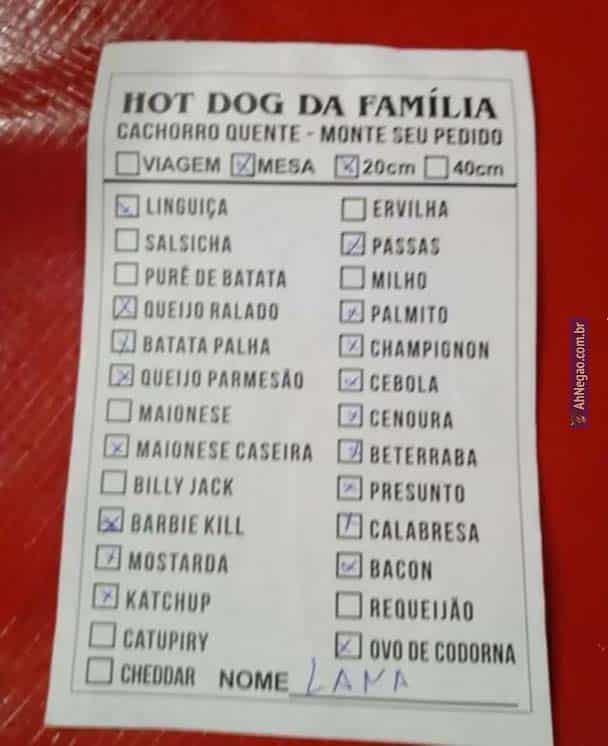 HOT DOG DA FAMÍLIA
CACHORRO QUENTE - MONTE SEU PEDIDO
VIAGEM MESA 20cm 40cm
LINGUIÇA
SALSICHA
PURÊ DE BATATA
QUEIJO RALADO
BATATA PALHA
QUEIJO PARMESÃO
MAIONESE
MAIONESE CASEIRA
BILLY JACK
BARBIE KILL
MOSTARDA
KATCHUP
CATUPIRY
CHEDDAR
ERVILHA
PASSAS
MILHO
PALMITO
CHAMPIGNON
CEBOLA
CENOURA
BETERRABA
PRESUNTO
CALABRESA
BACON
REQUEIJÃO
OVO DE CODORNA
NOME
AhNegao.com.br